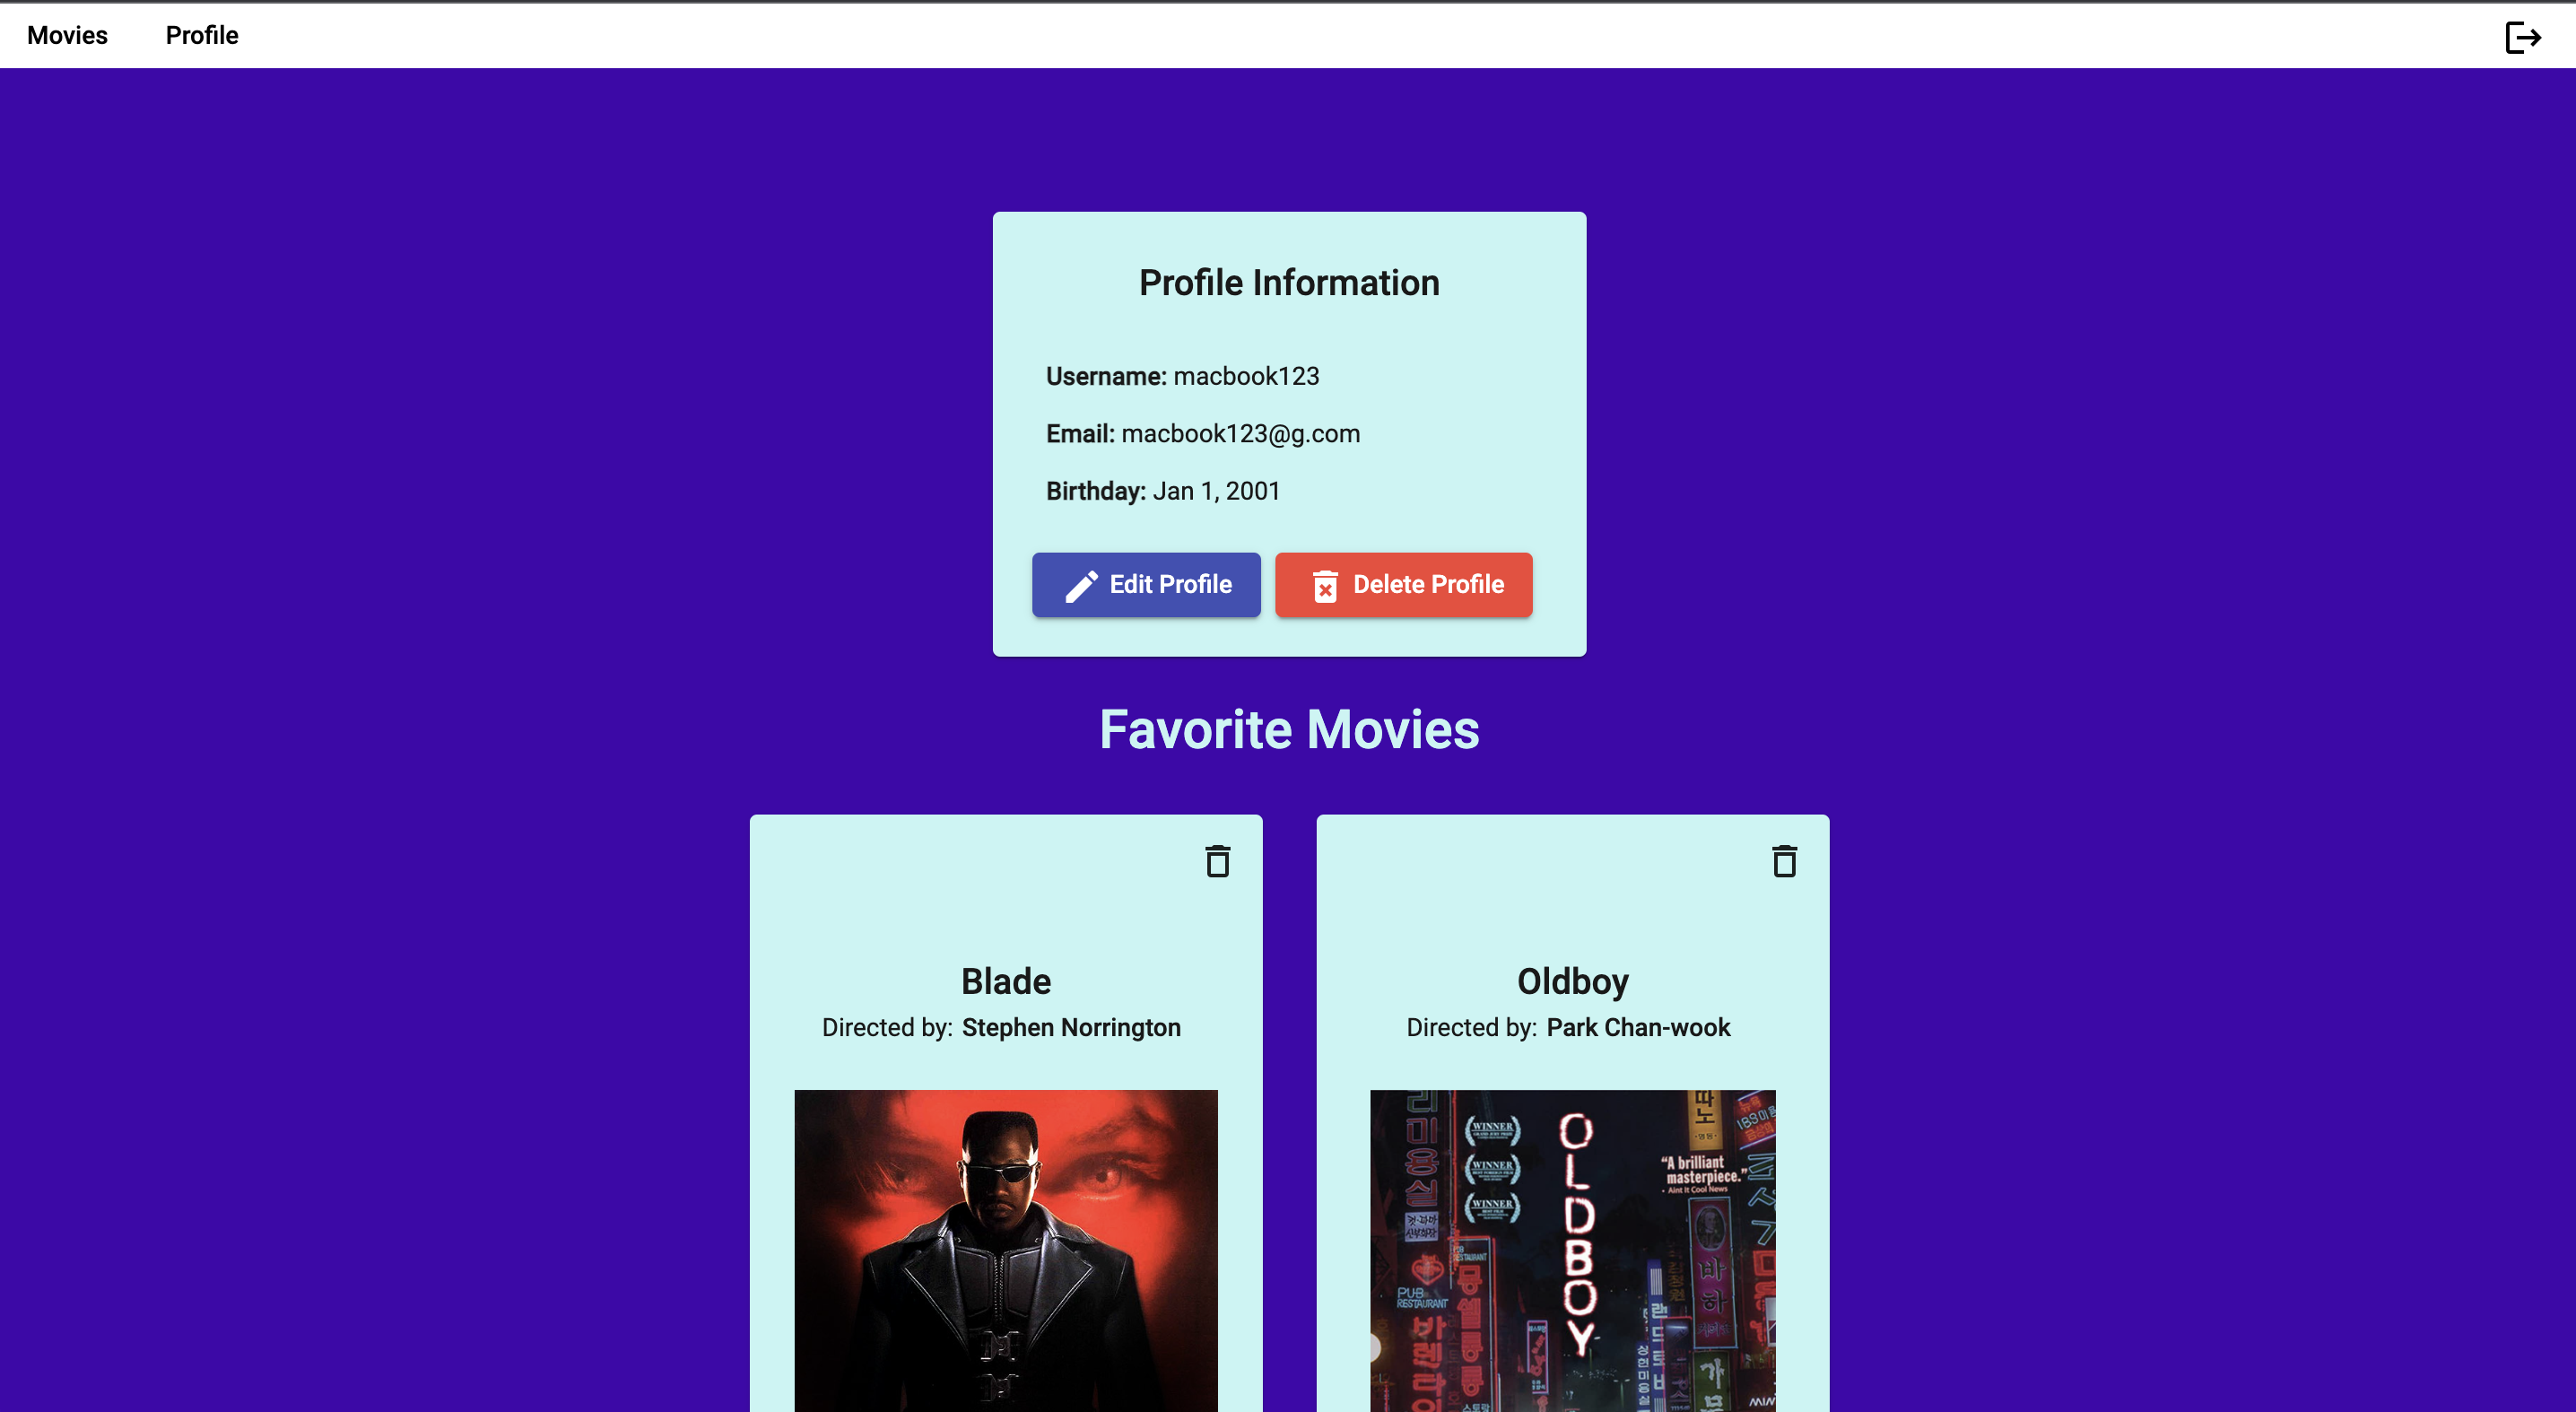 Movies Profile
Profile Information
Username: macbook123
Email: macbook123@g.com
Birthday: Jan 1, 2001
Edit Profile Delete Profile
Favorite Movies
Blade
Directed by: Stephen Norrington
Oldboy
Directed by: Park Chan-wook
WINNER
WINNER
WINNER
OLDBOY
"A brilliant
masterpiece."
Aint It Cool News
PUB
RESTAURANT